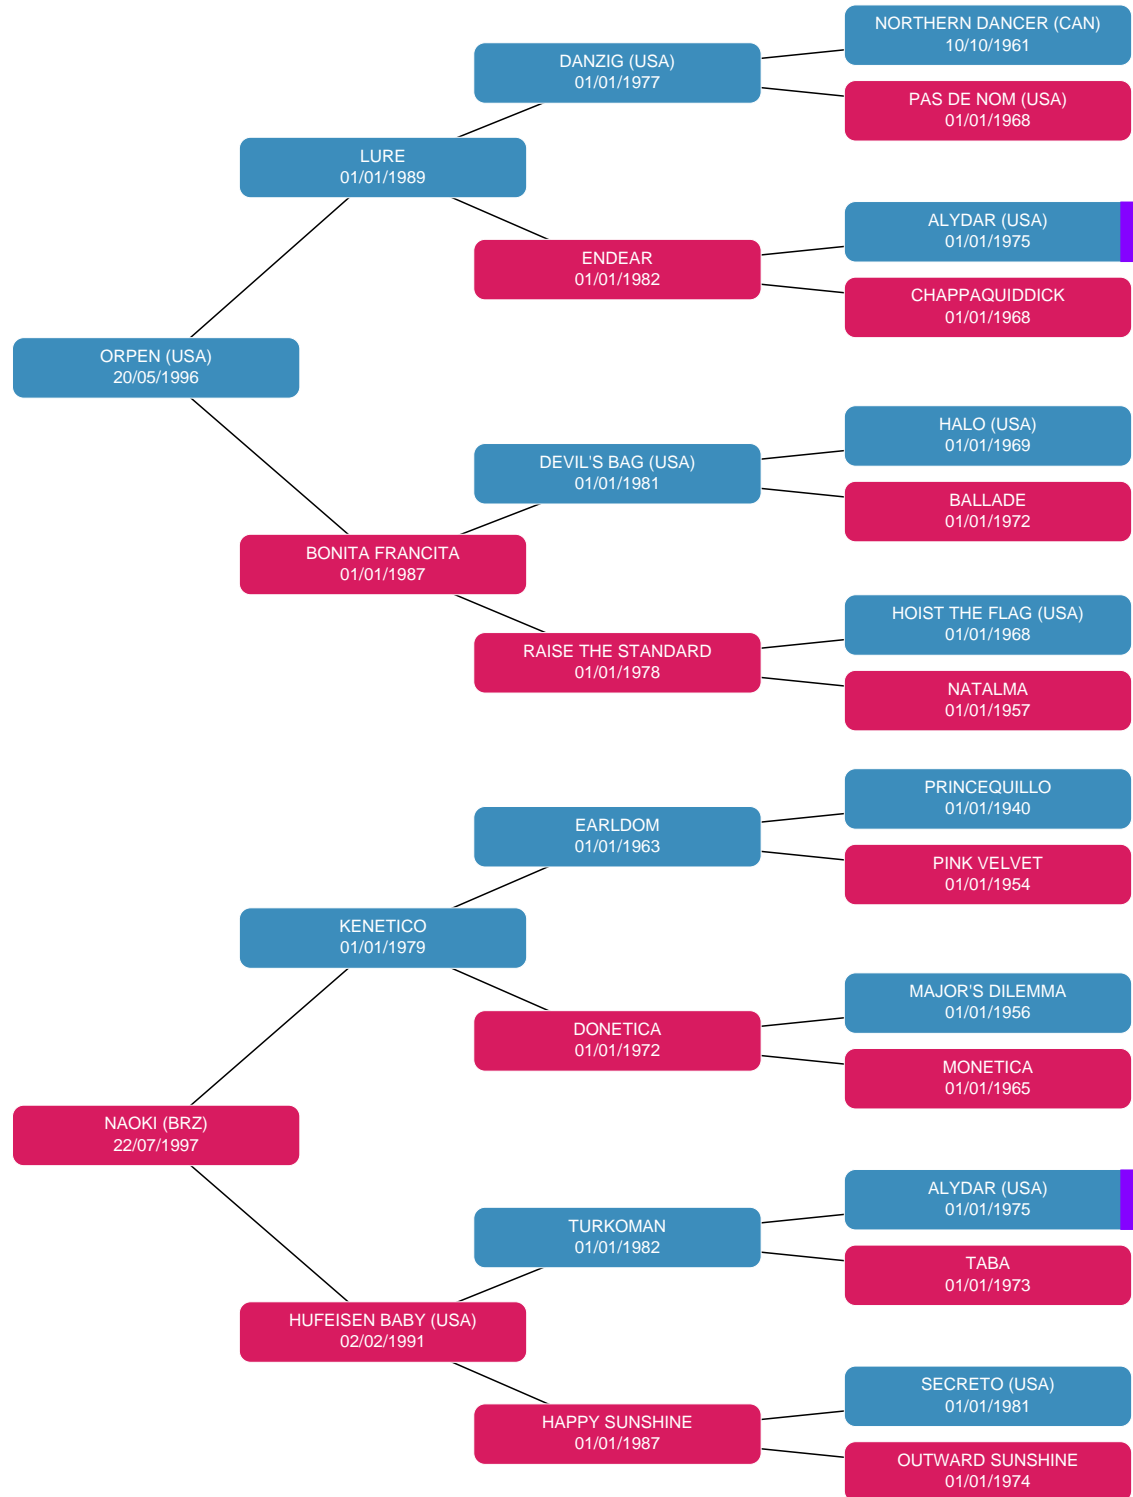 NORTHERN DANCER (CAN)
10/10/1961
DANZIG (USA)
01/01/1977
PAS DE NOM (USA)
01/01/1968
LURE
01/01/1989
ALYDAR (USA)
01/01/1975
ENDEAR
01/01/1982
CHAPPAQUIDDICK
01/01/1968
ORPEN (USA)
20/05/1996
HALO (USA)
01/01/1969
DEVIL'S BAG (USA)
01/01/1981
BALLADE
01/01/1972
BONITA FRANCITA
01/01/1987
HOIST THE FLAG (USA)
01/01/1968
RAISE THE STANDARD
01/01/1978
NATALMA
01/01/1957
PRINCEQUILLO
01/01/1940
EARLDOM
01/01/1963
PINK VELVET
01/01/1954
KENETICO
01/01/1979
MAJOR'S DILEMMA
01/01/1956
DONETICA
01/01/1972
MONETICA
01/01/1965
NAOKI (BRZ)
22/07/1997
ALYDAR (USA)
01/01/1975
TURKOMAN
01/01/1982
TABA
01/01/1973
HUFEISEN BABY (USA)
02/02/1991
SECRETO (USA)
01/01/1981
HAPPY SUNSHINE
01/01/1987
OUTWARD SUNSHINE
01/01/1974